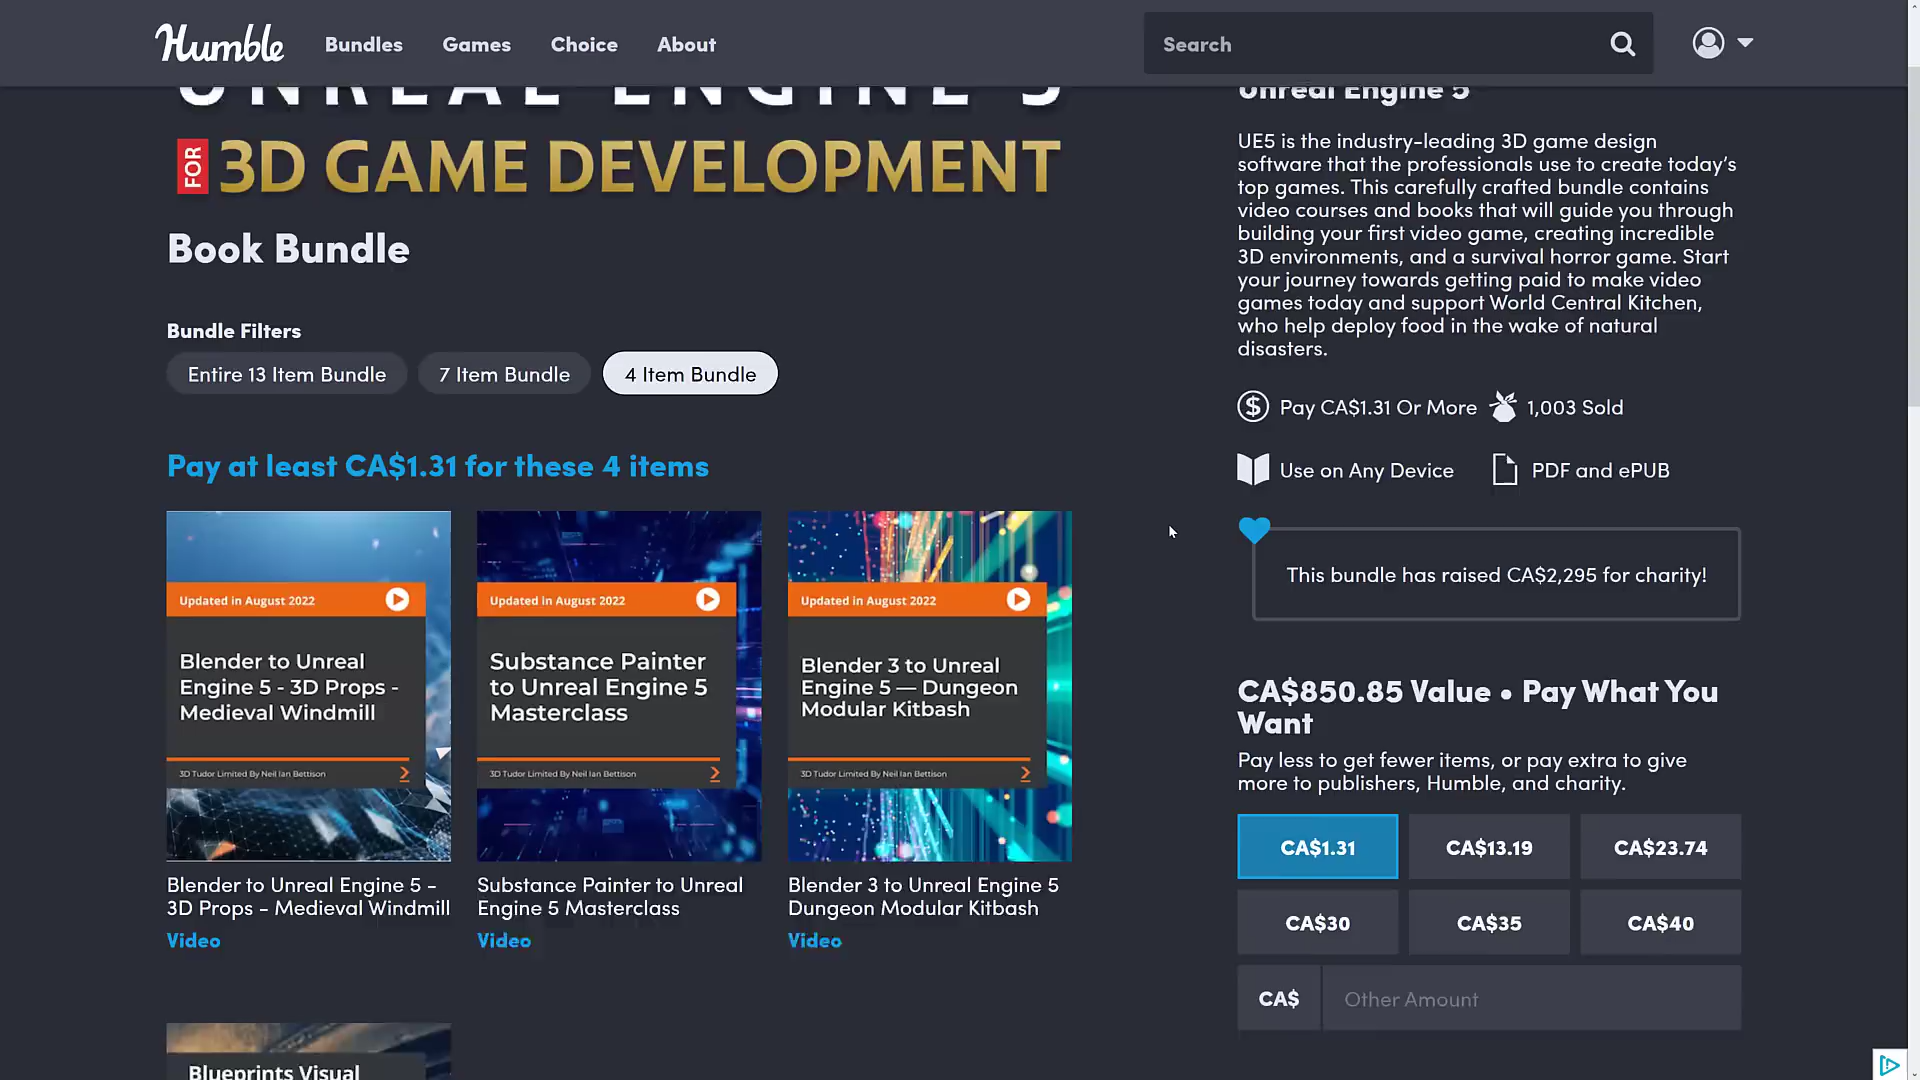 Humble
Bundles
Games
Choice
About
Search
UNREAL ENGINE 5
FOR
3D GAME DEVELOPMENT
Book Bundle
Bundle Filters
Entire 13 Item Bundle
7 Item Bundle
4 Item Bundle
Pay at least CA$1.31 for these 4 items
Updated in August 2022
Blender to Unreal
Engine 5 - 3D Props -
Medieval Windmill
3D Tudor Limited By Neil Ian Bettison
Updated in August 2022
Substance Painter
to Unreal Engine 5
Masterclass
3D Tudor Limited By Neil Ian Bettison
Updated in August 2022
Blender 3 to Unreal
Engine 5 — Dungeon
Modular Kitbash
3D Tudor Limited By Neil Ian Bettison
Blender to Unreal Engine 5 -
3D Props - Medieval Windmill
Video
Substance Painter to Unreal
Engine 5 Masterclass
Video
Blender 3 to Unreal Engine 5
Dungeon Modular Kitbash
Video
Blueprints Visual
Unreal Engine 5
UE5 is the industry-leading 3D game design
software that the professionals use to create today’s
top games. This carefully crafted bundle contains
video courses and books that will guide you through
building your first video game, creating incredible
3D environments, and a survival horror game. Start
your journey towards getting paid to make video
games today and support World Central Kitchen,
who help deploy food in the wake of natural
disasters.
Pay CA$1.31 Or More
1,003 Sold
Use on Any Device
PDF and ePUB
This bundle has raised CA$2,295 for charity!
CA$850.85 Value • Pay What You
Want
Pay less to get fewer items, or pay extra to give
more to publishers, Humble, and charity.
CA$1.31
CA$13.19
CA$23.74
CA$30
CA$35
CA$40
CA$
Other Amount